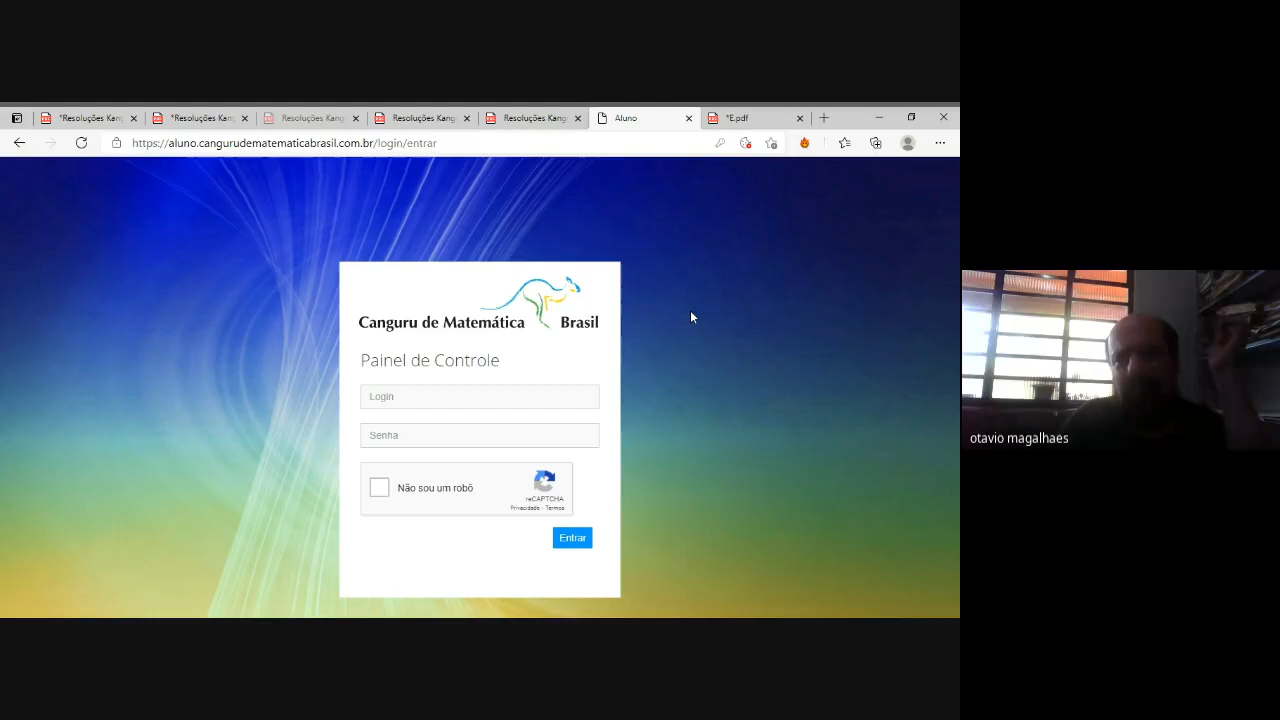 *Resoluções Kang
*Resoluções Kang
Resoluções Kang
Resoluções Kang
Resoluções Kang
Aluno
*E.pdf
https://aluno.cangurudematematicabrasil.com.br/login/entrar
Canguru de Matemática Brasil
Painel de Controle
Login
Senha
Não sou um robô
reCAPTCHA
Privacidade - Termos
Entrar
otavio magalhaes